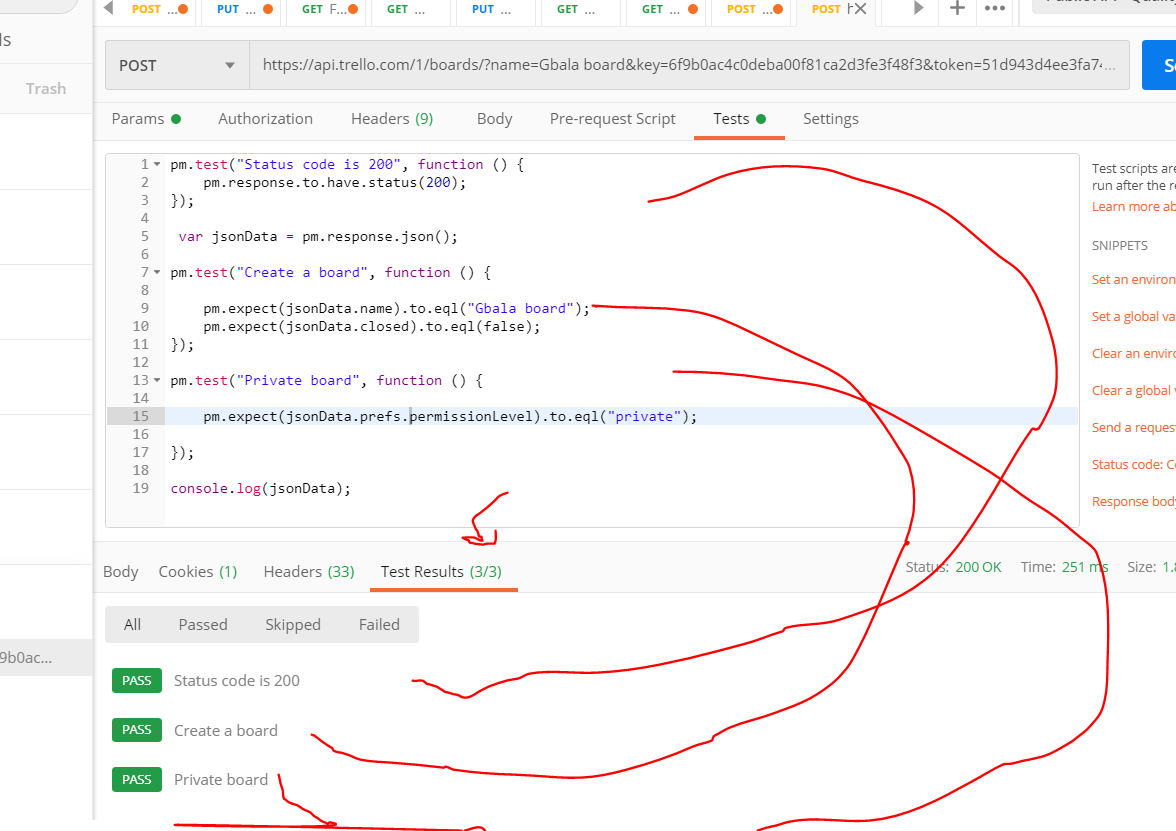 POST ...
PUT ...
GET F...
GET ...
PUT ...
GET ...
GET ...
POST ...
POST
+
•••
ls
Trash
9b0ac...
POST
https://api.trello.com/1/boards/?name=Gbala board&key=6f9b0ac4c0deba00f81ca2d3fe3f48f3&token=51d943d4ee3fa7...
Params
Authorization
Headers (9)
Body
Pre-request Script
Tests
Settings
1 pm.test("Status code is 200", function () {
2 pm.response.to.have.status(200);
3 });
4
5 var jsonData = pm.response.json();
6
7 pm.test("Create a board", function () {
8
9 pm.expect(jsonData.name).to.eql("Gbala board");
10 pm.expect(jsonData.closed).to.eql(false);
11 });
12
13 pm.test("Private board", function () {
14
15 pm.expect(jsonData.prefs.permissionLevel).to.eql("private");
16
17 });
18
19 console.log(jsonData);
Test scripts are
run after the re
Learn more ab
SNIPPETS
Set an environ
Set a global va
Clear an enviro
Clear a global v
Send a request
Status code: Co
Response body
Body
Cookies (1)
Headers (33)
Test Results (3/3)
Status: 200 OK
Time: 251 ms
Size: 1.8
All
Passed
Skipped
Failed
PASS Status code is 200
PASS Create a board
PASS Private board